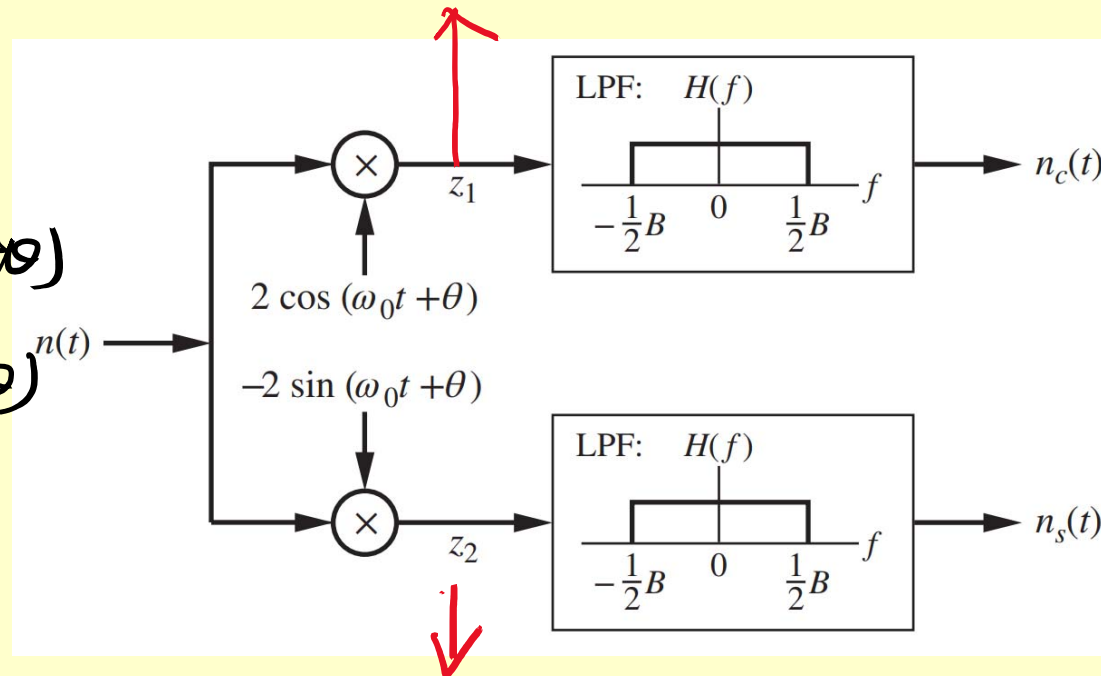 LPF: H(f)
z₁
f
n_c(t)
−½B 0 ½B
θ)
2 cos (ω₀t +θ)
n(t)
θ)
−2 sin (ω₀t +θ)
LPF: H(f)
z₂
f
n_s(t)
−½B 0 ½B